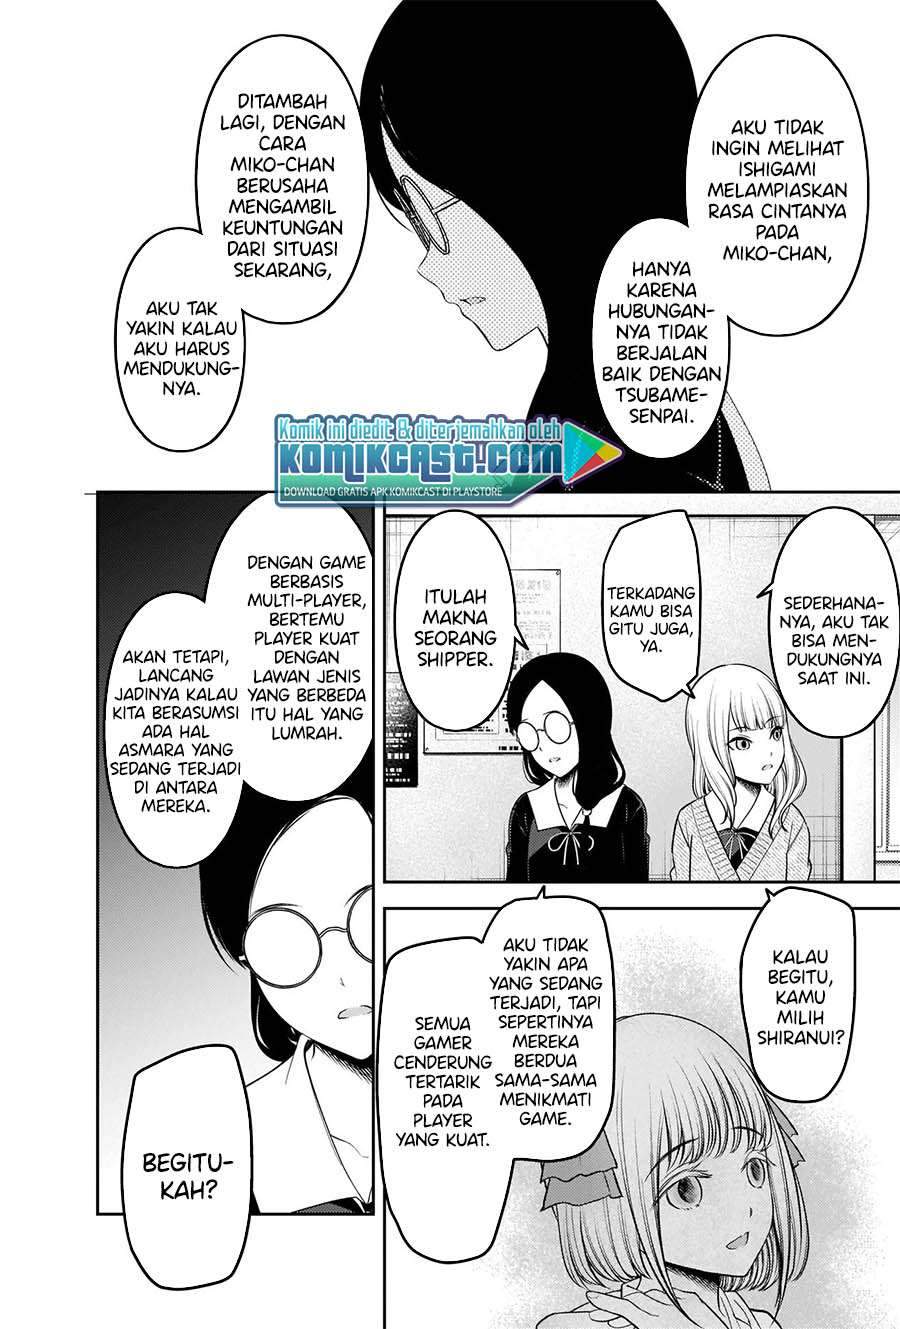 AKU TIDAK
INGIN MELIHAT
ISHIGAMI
MELAMPIASKAN
RASA CINTANYA
PADA
MIKO-CHAN,
HANYA
KARENA
HUBUNGAN-
NYA TIDAK
BERJALAN
BAIK DENGAN
TSUBAME-
SENPAI.
DITAMBAH
LAGI, DENGAN
CARA
MIKO-CHAN
BERUSAHA
MENGAMBIL
KEUNTUNGAN
DARI SITUASI
SEKARANG,
AKU TAK
YAKIN KALAU
AKU HARUS
MENDUKUNG-
NYA.
Komik ini diedit & diterjemahkan oleh
KOMIKCAST.COM
DOWNLOAD GRATIS APK KOMIKCAST DI PLAYSTORE
SEDERHANA-
NYA, AKU TAK
BISA MEN-
DUKUNGNYA
SAAT INI.
TERKADANG
KAMU BISA
GITU JUGA,
YA.
ITULAH
MAKNA
SEORANG
SHIPPER.
KALAU
BEGITU,
KAMU
MILIH
SHIRANUI?
AKU TIDAK
YAKIN APA
YANG SEDANG
TERJADI, TAPI
SEPERTINYA
MEREKA
BERDUA
SAMA-SAMA
MENIKMATI
GAME.
SEMUA
GAMER
CENDERUNG
TERTARIK
PADA
PLAYER
YANG KUAT.
DENGAN GAME
BERBASIS
MULTI-PLAYER,
BERTEMU
PLAYER KUAT
DENGAN
LAWAN JENIS
YANG BERBEDA
ITU HAL YANG
LUMRAH.
AKAN TETAPI,
LANCANG
JADINYA KALAU
KITA BERASUMSI
ADA HAL
ASMARA YANG
SEDANG TERJADI
DI ANTARA
MEREKA.
BEGITU-
KAH?